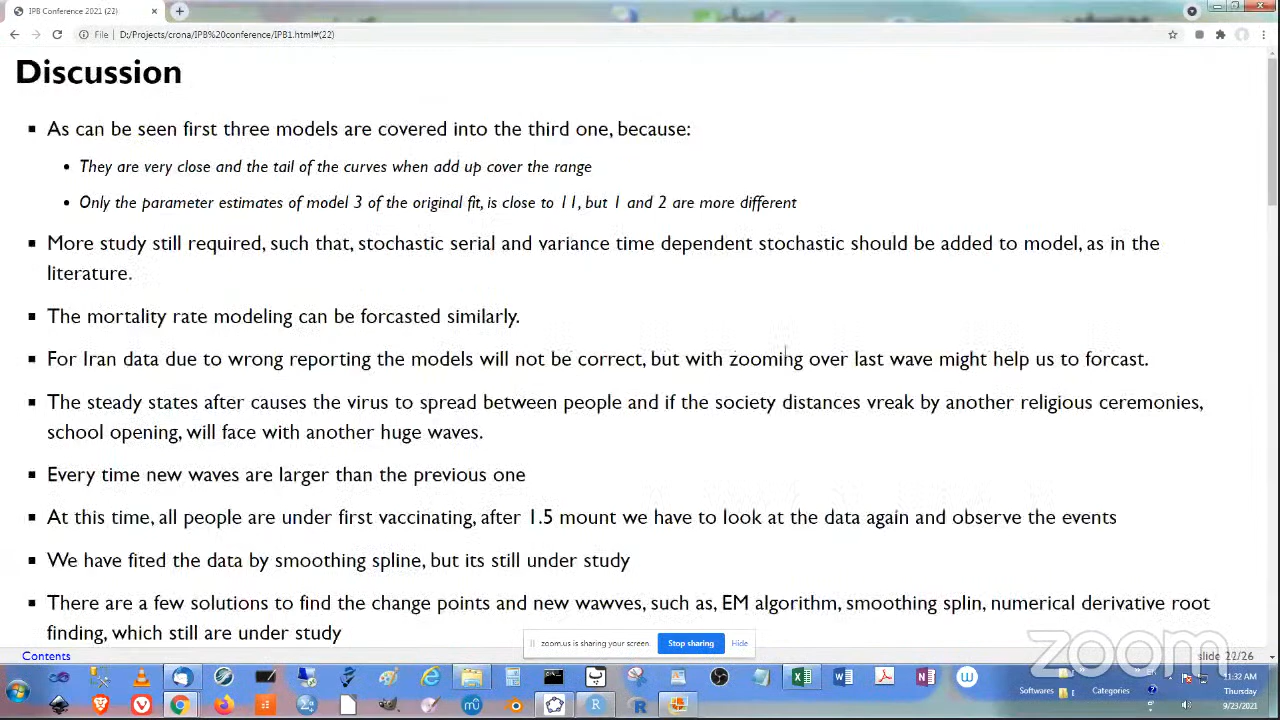 IPB Conference 2021 (22)
File
D:/Projects/crona/IPB%20conference/IPB1.html#(22)
Discussion
As can be seen first three models are covered into the third one, because:
They are very close and the tail of the curves when add up cover the range
Only the parameter estimates of model 3 of the original fit, is close to 11, but 1 and 2 are more different
More study still required, such that, stochastic serial and variance time dependent stochastic should be added to model, as in the
literature.
The mortality rate modeling can be forcasted similarly.
For Iran data due to wrong reporting the models will not be correct, but with zooming over last wave might help us to forcast.
The steady states after causes the virus to spread between people and if the society distances vreak by another religious ceremonies,
school opening, will face with another huge waves.
Every time new waves are larger than the previous one
At this time, all people are under first vaccinating, after 1.5 mount we have to look at the data again and observe the events
We have fited the data by smoothing spline, but its still under study
There are a few solutions to find the change points and new wawves, such as, EM algorithm, smoothing splin, numerical derivative root
finding, which still are under study
zoom.us is sharing your screen.
Stop sharing
Hide
zoom
Contents
slide 22/26
Softwares
Categories
11:32 AM
Thursday
9/23/2021